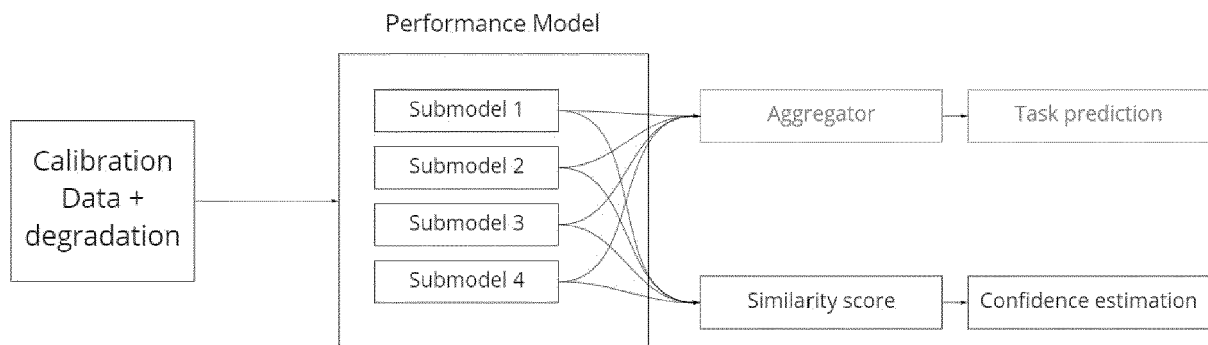 Performance Model
Calibration
Data +
degradation
Submodel 1
Submodel 2
Submodel 3
Submodel 4
Aggregator
Task prediction
Similarity score
Confidence estimation